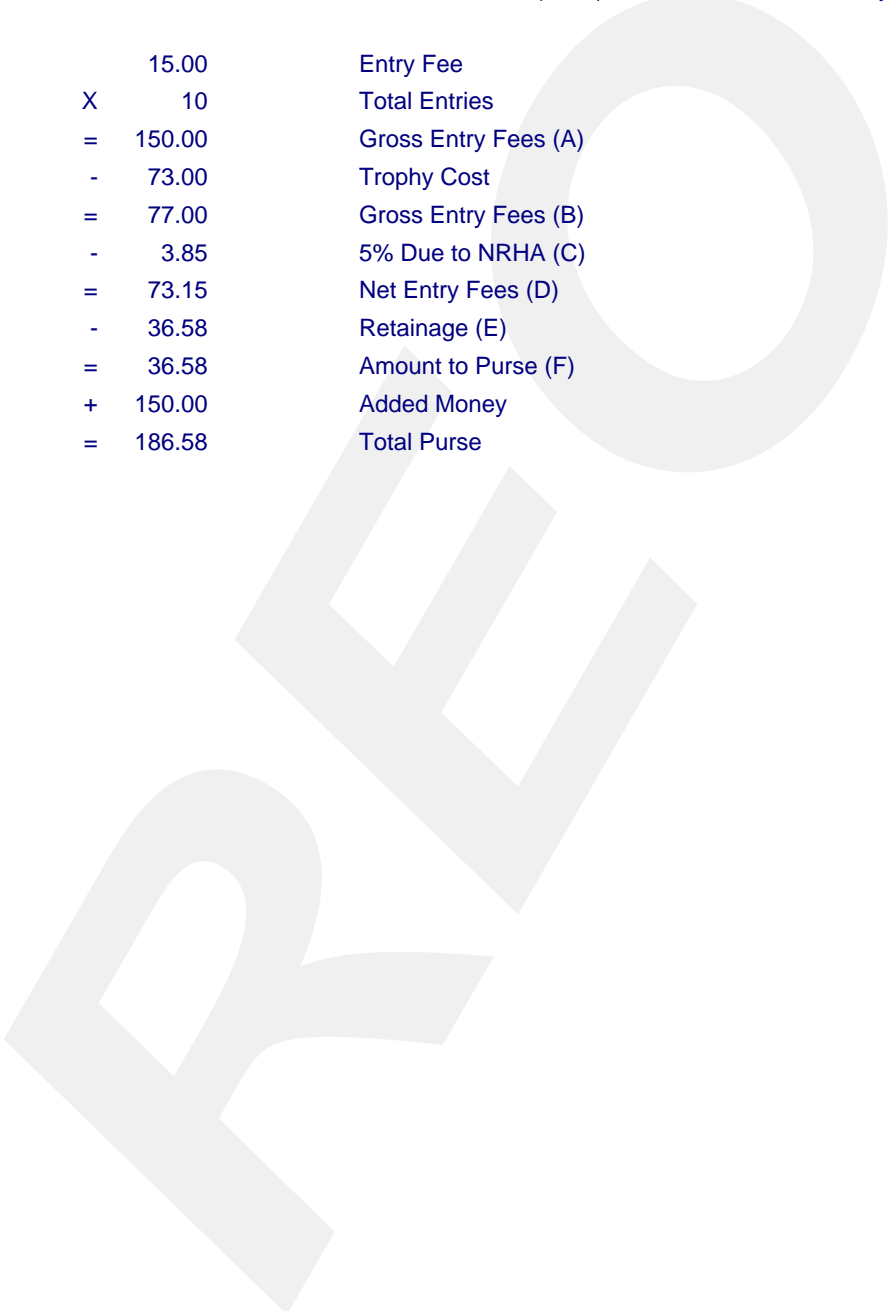 15.00 Entry Fee
X 10 Total Entries
= 150.00 Gross Entry Fees (A)
- 73.00 Trophy Cost
= 77.00 Gross Entry Fees (B)
- 3.85 5% Due to NRHA (C)
= 73.15 Net Entry Fees (D)
- 36.58 Retainage (E)
= 36.58 Amount to Purse (F)
+ 150.00 Added Money
= 186.58 Total Purse
REO